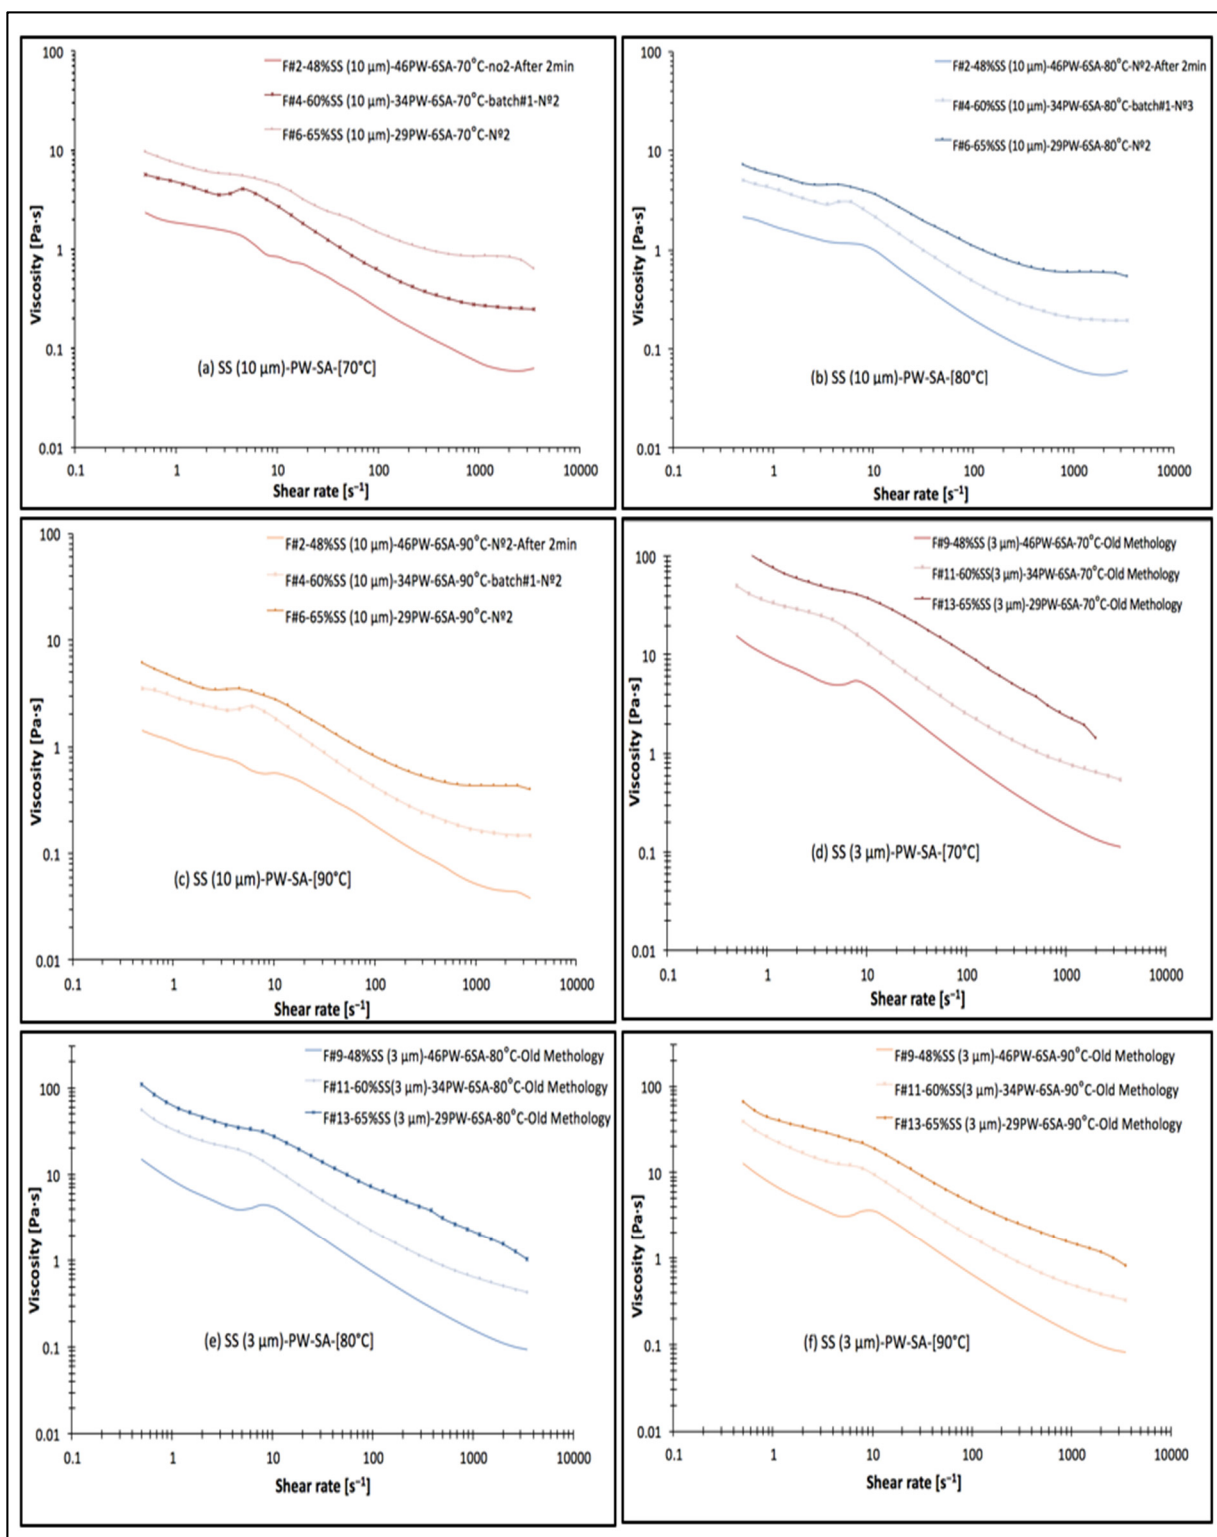 100
10
1
0.1
0.01
Viscosity [Pa·s]
F#2-48%SS (10 µm)-46PW-6SA-70°C-no2-After 2min
F#4-60%SS (10 µm)-34PW-6SA-70°C-batch#1-Nº2
F#6-65%SS (10 µm)-29PW-6SA-70°C-Nº2
(a) SS (10 µm)-PW-SA-[70°C]
0.1 1 10 100 1000 10000
Shear rate [s⁻¹]
100
10
1
0.1
0.01
Viscosity [Pa·s]
F#2-48%SS (10 µm)-46PW-6SA-80°C-Nº2-After 2min
F#4-60%SS (10 µm)-34PW-6SA-80°C-batch#1-Nº3
F#6-65%SS (10 µm)-29PW-6SA-80°C-Nº2
(b) SS (10 µm)-PW-SA-[80°C]
0.1 1 10 100 1000 10000
Shear rate [s⁻¹]
100
10
1
0.1
0.01
Viscosity [Pa·s]
F#2-48%SS (10 µm)-46PW-6SA-90°C-Nº2-After 2min
F#4-60%SS (10 µm)-34PW-6SA-90°C-batch#1-Nº2
F#6-65%SS (10 µm)-29PW-6SA-90°C-Nº2
(c) SS (10 µm)-PW-SA-[90°C]
0.1 1 10 100 1000 10000
Shear rate [s⁻¹]
100
10
1
0.1
0.01
Viscosity [Pa·s]
F#9-48%SS (3 µm)-46PW-6SA-70°C-Old Methology
F#11-60%SS(3 µm)-34PW-6SA-70°C-Old Methology
F#13-65%SS (3 µm)-29PW-6SA-70°C-Old Methology
(d) SS (3 µm)-PW-SA-[70°C]
0.1 1 10 100 1000 10000
Shear rate [s⁻¹]
100
10
1
0.1
0.01
Viscosity [Pa·s]
F#9-48%SS (3 µm)-46PW-6SA-80°C-Old Methology
F#11-60%SS(3 µm)-34PW-6SA-80°C-Old Methology
F#13-65%SS (3 µm)-29PW-6SA-80°C-Old Methology
(e) SS (3 µm)-PW-SA-[80°C]
0.1 1 10 100 1000 10000
Shear rate [s⁻¹]
100
10
1
0.1
0.01
Viscosity [Pa·s]
F#9-48%SS (3 µm)-46PW-6SA-90°C-Old Methology
F#11-60%SS(3 µm)-34PW-6SA-90°C-Old Methology
F#13-65%SS (3 µm)-29PW-6SA-90°C-Old Methology
(f) SS (3 µm)-PW-SA-[90°C]
0.1 1 10 100 1000 10000
Shear rate [s⁻¹]